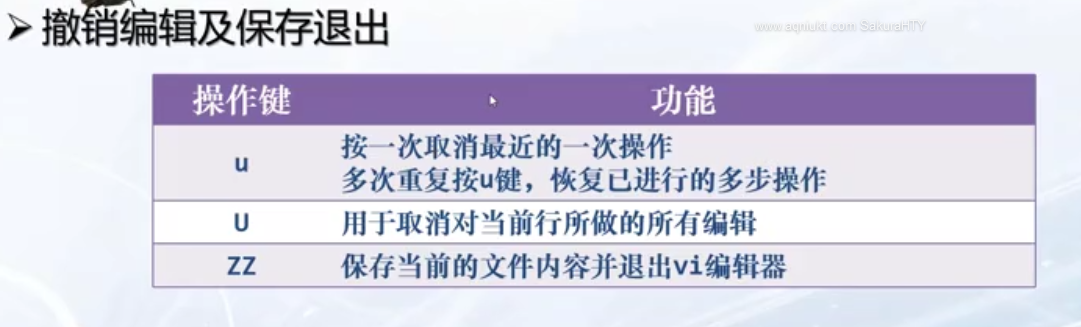 ➢ 撤销编辑及保存退出
www.aqniukt.com SakuraHTY
操作键 功能
u 按一次取消最近的一次操作
多次重复按u键，恢复已进行的多步操作
U 用于取消对当前行所做的所有编辑
ZZ 保存当前的文件内容并退出vi编辑器